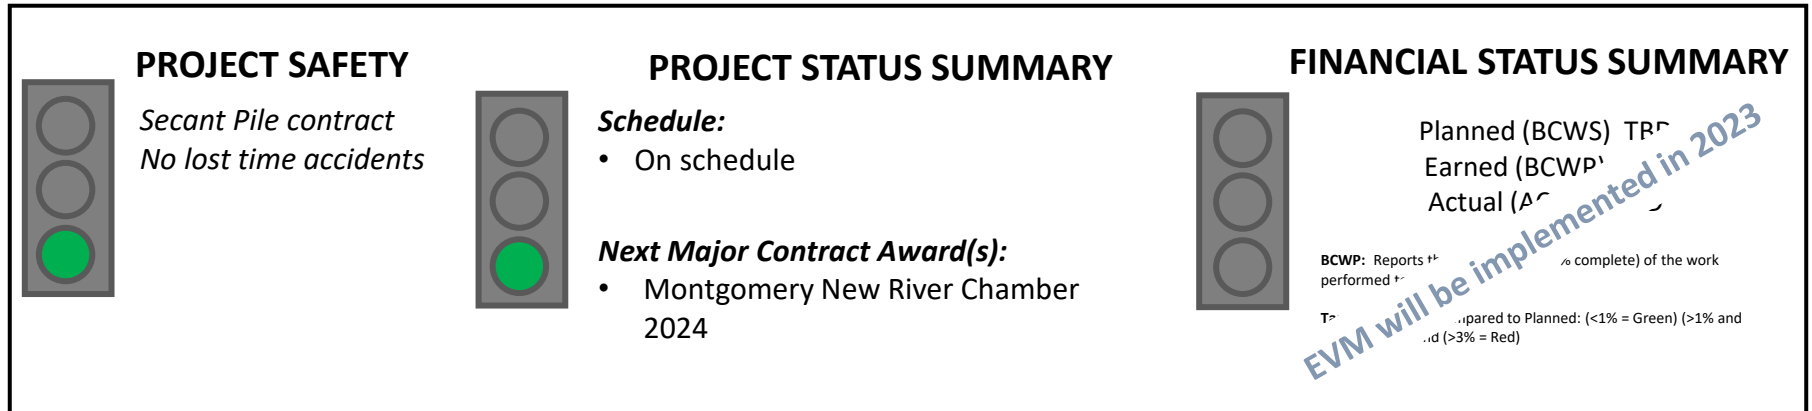 PROJECT SAFETY
Secant Pile contract
No lost time accidents
PROJECT STATUS SUMMARY
Schedule:
• On schedule
Next Major Contract Award(s):
• Montgomery New River Chamber
2024
FINANCIAL STATUS SUMMARY
Planned (BCWS)
Earned (BCWP)
Actual
BCWP: Reports complete) of the work
performed
to Planned: (<1% = Green) (>1% and
(>3% = Red)
EVM will be implemented in 2023